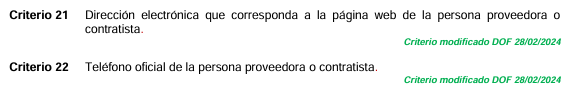 Criterio 21 Dirección electrónica que corresponda a la página web de la persona proveedora o
contratista.
Criterio modificado DOF 28/02/2024
Criterio 22 Teléfono oficial de la persona proveedora o contratista.
Criterio modificado DOF 28/02/2024